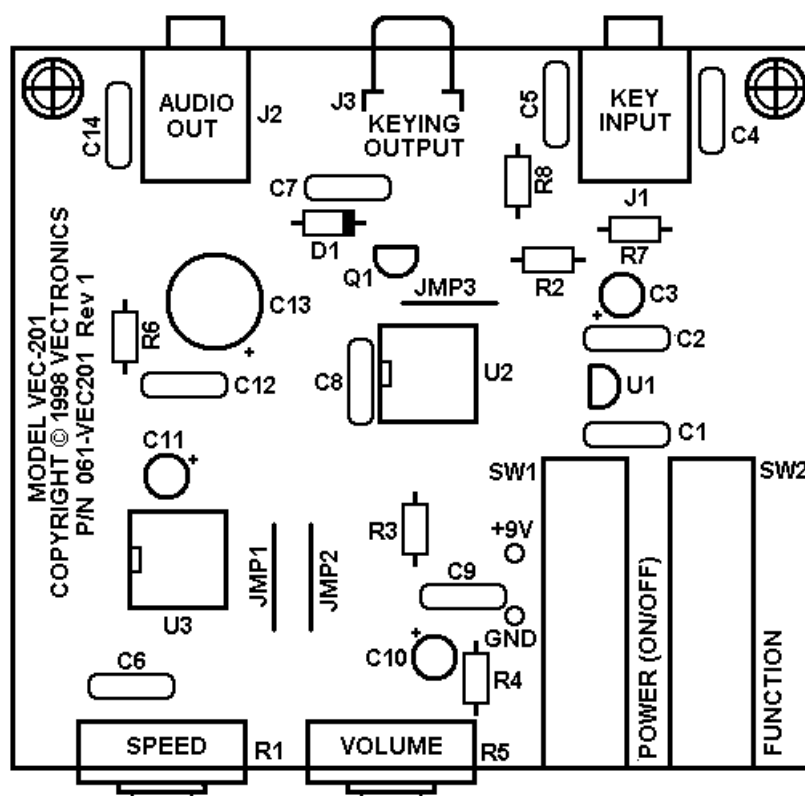 AUDIO
OUT
J2
C14
J3
KEYING
OUTPUT
C5
KEY
INPUT
C4
J1
R8
R7
C7
D1
Q1
JMP3
R2
C3
+
C13
+
R6
C12
C8
U2
C2
U1
C1
MODEL VEC-201
COPYRIGHT © 1998 VECTRONICS
P/N 061-VEC201 Rev 1
C11
+
U3
JMP1
JMP2
R3
+9V
C9
GND
+
C10
R4
SW1
SW2
POWER (ON/OFF)
FUNCTION
C6
SPEED
R1
VOLUME
R5